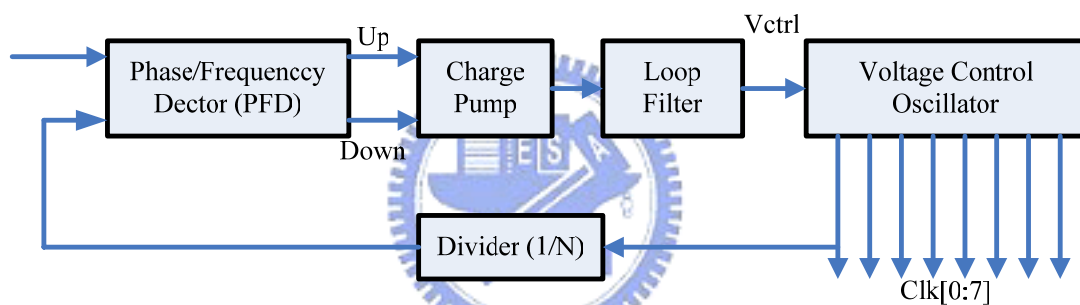 Up
Vctrl
Phase/Frequenccy
Dector (PFD)
Charge
Pump
Loop
Filter
Voltage Control
Oscillator
Down
E S A
Divider (1/N)
Clk[0:7]